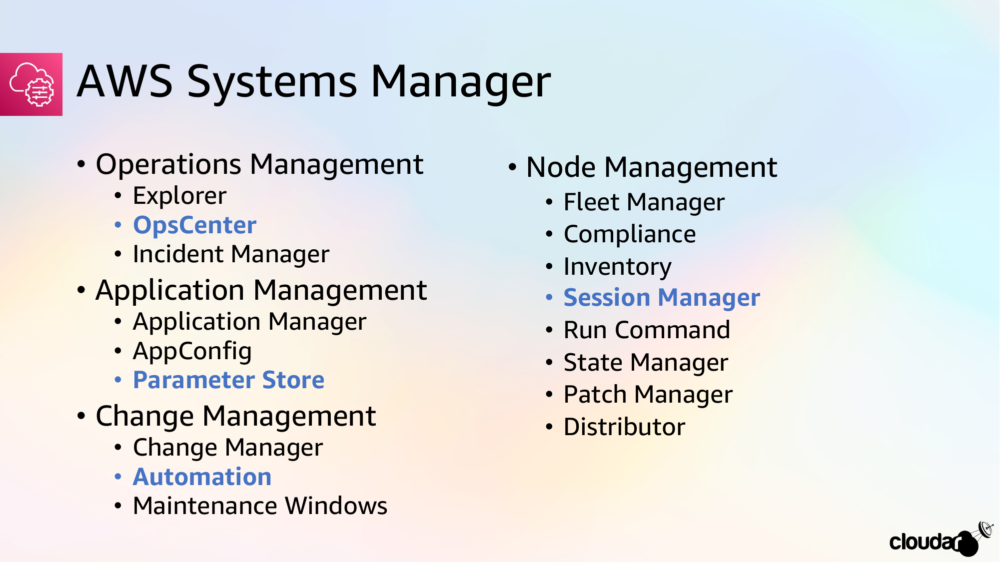 AWS Systems Manager
• Operations Management
• Explorer
• OpsCenter
• Incident Manager
• Application Management
• Application Manager
• AppConfig
• Parameter Store
• Change Management
• Change Manager
• Automation
• Maintenance Windows
• Node Management
• Fleet Manager
• Compliance
• Inventory
• Session Manager
• Run Command
• State Manager
• Patch Manager
• Distributor
cloudar